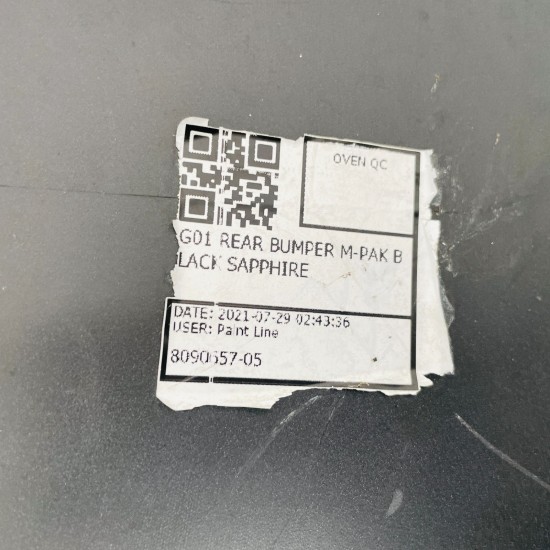 OVEN QC
G01 REAR BUMPER M-PAK B
LACK SAPPHIRE
DATE: 2021-07-29 02:43:36
USER: Paint Line
8090657-05